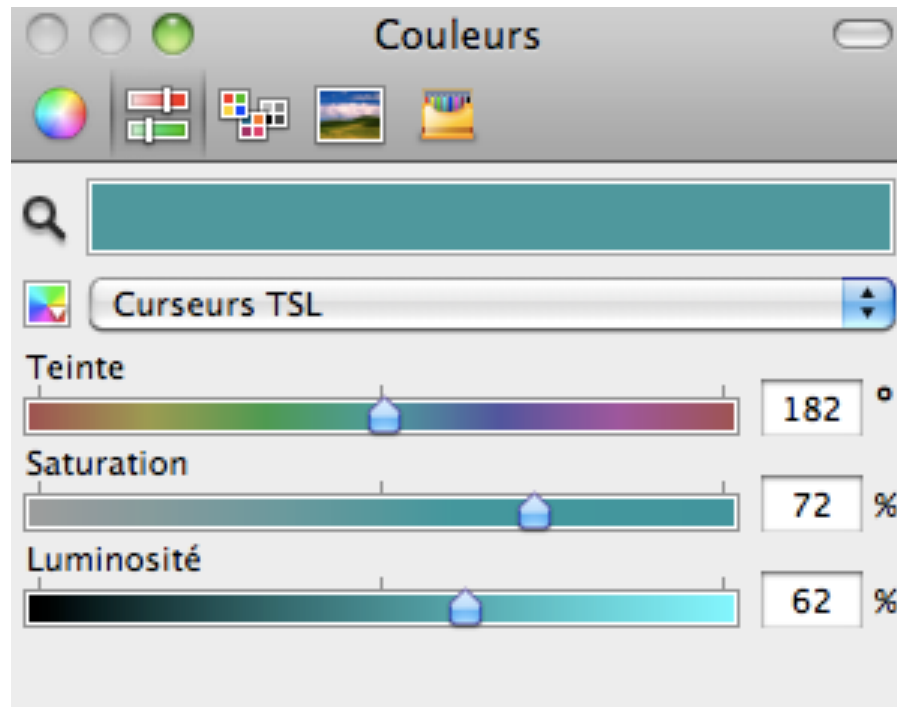 Couleurs
Curseurs TSL
Teinte
182 °
Saturation
72 %
Luminosité
62 %